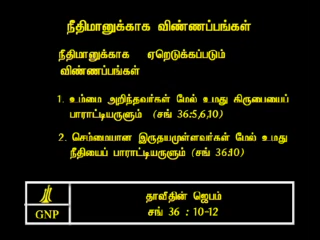 நீதிமானுக்காக விண்ணப்பங்கள்
நீதிமானுக்காக ஏறெடுக்கப்படும்
விண்ணப்பங்கள்
1. உம்மை அறிந்தவர்கள் மேல் உமது கிருபையைப்
பாராட்டியருளும் (சங் 36:5,6,10)
2. செம்மையான இருதயமுள்ளவர்கள் மேல் உமது
நீதியைப் பாராட்டியருளும் (சங் 36:10)
தாவீதின் ஜெபம்
GNP
சங் 36 : 10-12